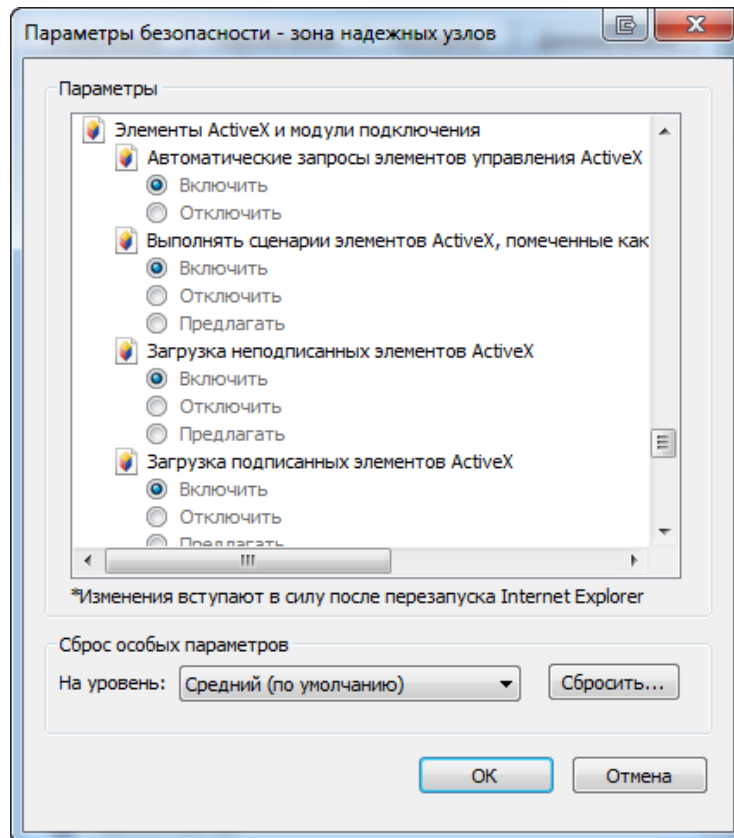 Параметры безопасности - зона надежных узлов
Параметры
Элементы ActiveX и модули подключения
Автоматические запросы элементов управления ActiveX
Включить
Отключить
Выполнять сценарии элементов ActiveX, помеченные как
Включить
Отключить
Предлагать
Загрузка неподписанных элементов ActiveX
Включить
Отключить
Предлагать
Загрузка подписанных элементов ActiveX
Включить
Отключить
Предлагать
*Изменения вступают в силу после перезапуска Internet Explorer
Сброс особых параметров
На уровень: Средний (по умолчанию) Сбросить...
OK Отмена